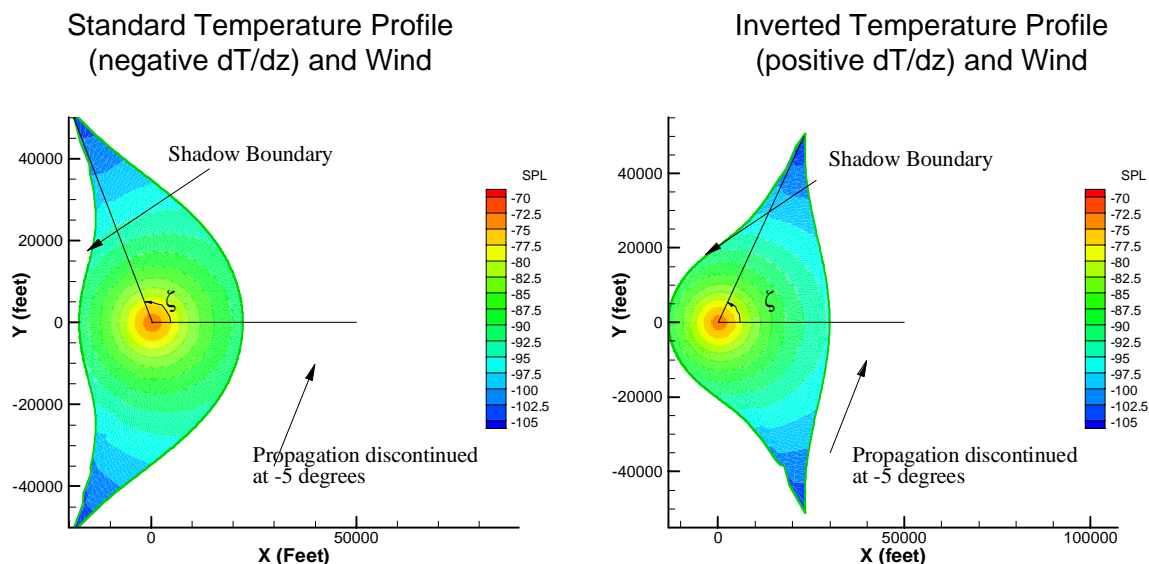 Standard Temperature Profile
(negative dT/dz) and Wind
Shadow Boundary
SPL
-70
-72.5
-75
-77.5
-80
-82.5
-85
-87.5
-90
-92.5
-95
-97.5
-100
-102.5
-105
ζ
Propagation discontinued
at -5 degrees
Y (feet)
40000
20000
0
-20000
-40000
0
50000
X (Feet)
Inverted Temperature Profile
(positive dT/dz) and Wind
Shadow Boundary
SPL
-70
-72.5
-75
-77.5
-80
-82.5
-85
-87.5
-90
-92.5
-95
-97.5
-100
-102.5
-105
ζ
Propagation discontinued
at -5 degrees
Y (feet)
40000
20000
0
-20000
-40000
0
50000
100000
X (feet)